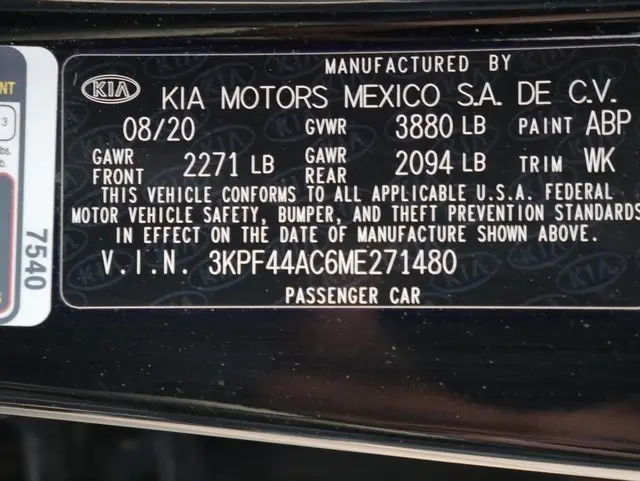 MANUFACTURED BY
KIA
KIA MOTORS MEXICO S.A. DE C.V.
08/20 GVWR 3880 LB PAINT ABP
GAWR FRONT 2271 LB GAWR REAR 2094 LB TRIM WK
THIS VEHICLE CONFORMS TO ALL APPLICABLE U.S.A. FEDERAL
MOTOR VEHICLE SAFETY, BUMPER, AND THEFT PREVENTION STANDARDS
IN EFFECT ON THE DATE OF MANUFACTURE SHOWN ABOVE.
V.I.N. 3KPF44AC6ME271480
PASSENGER CAR
7540
3